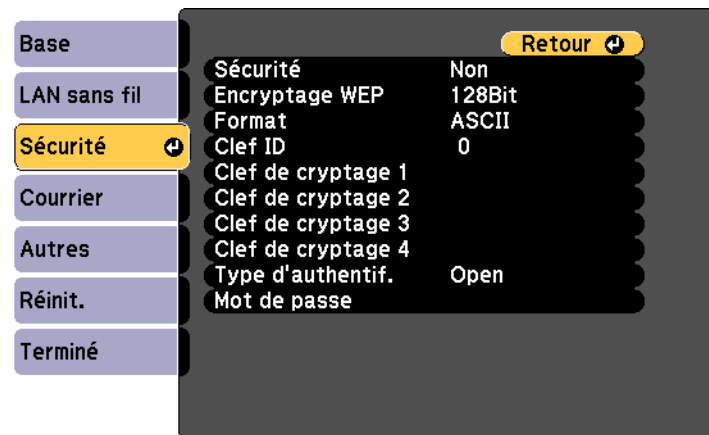 Base
LAN sans fil
Sécurité
Courrier
Autres
Réinit.
Terminé
Retour
Sécurité Non
Encryptage WEP 128Bit
Format ASCII
Clef ID 0
Clef de cryptage 1
Clef de cryptage 2
Clef de cryptage 3
Clef de cryptage 4
Type d'authentif. Open
Mot de passe